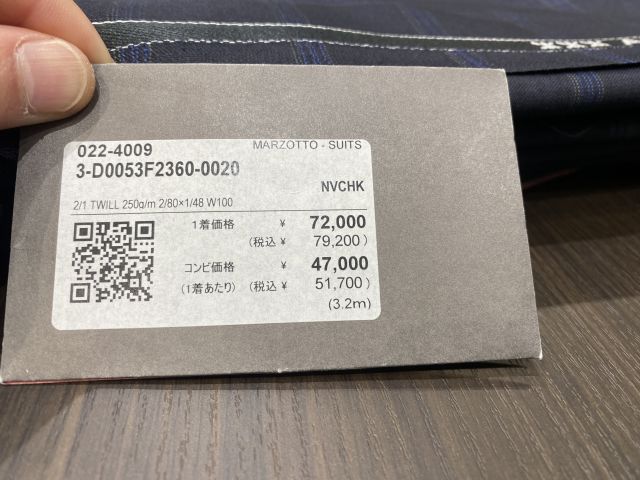 022-4009 MARZOTTO - SUITS
3-D0053F2360-0020
NVCHK
2/1 TWILL 250g/m 2/80×1/48 W100
1着価格 ¥ 72,000
(税込 ¥ 79,200)
コンビ価格 ¥ 47,000
(1着あたり) (税込 ¥ 51,700)
(3.2m)